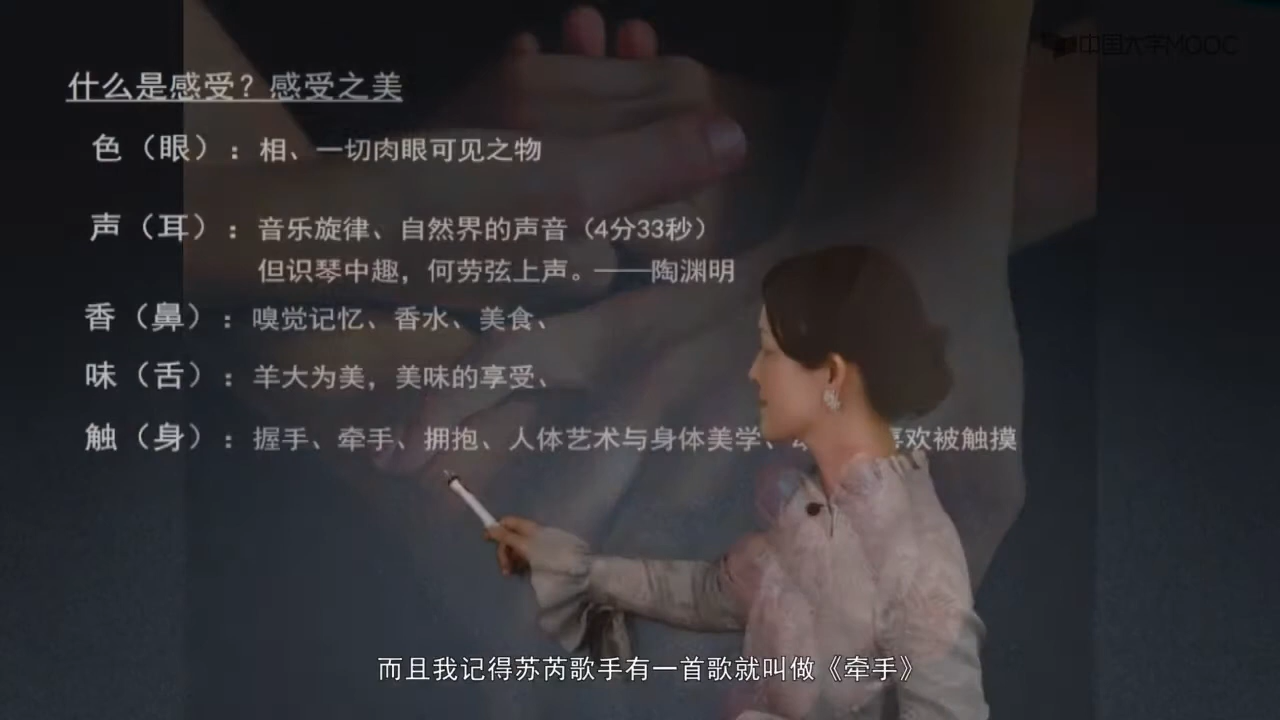 中国大学MOOC
什么是感受？感受之美
色（眼）：相、一切肉眼可见之物
声（耳）：音乐旋律、自然界的声音（4分33秒）
但识琴中趣，何劳弦上声。——陶渊明
香（鼻）：嗅觉记忆、香水、美食、
味（舌）：羊大为美，美味的享受、
触（身）：握手、牵手、拥抱、人体艺术与身体美学、 喜欢被触摸
而且我记得苏芮歌手有一首歌就叫做《牵手》